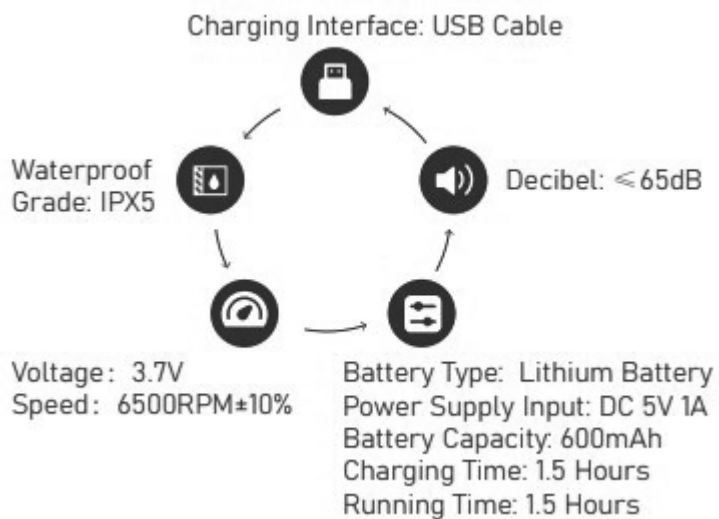 Charging Interface: USB Cable
Waterproof
Grade: IPX5
Decibel: ≤65dB
Voltage: 3.7V
Speed: 6500RPM±10%
Battery Type: Lithium Battery
Power Supply Input: DC 5V 1A
Battery Capacity: 600mAh
Charging Time: 1.5 Hours
Running Time: 1.5 Hours